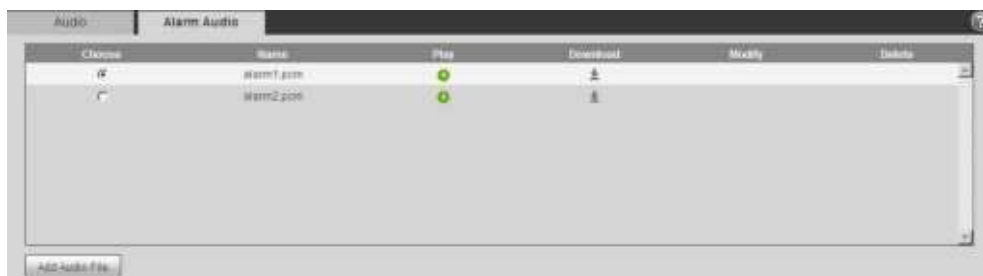 Audio Alarm Audio
Choose Name Play Download Modify Delete
alarm1.pcm
alarm2.pcm
Add Audio File